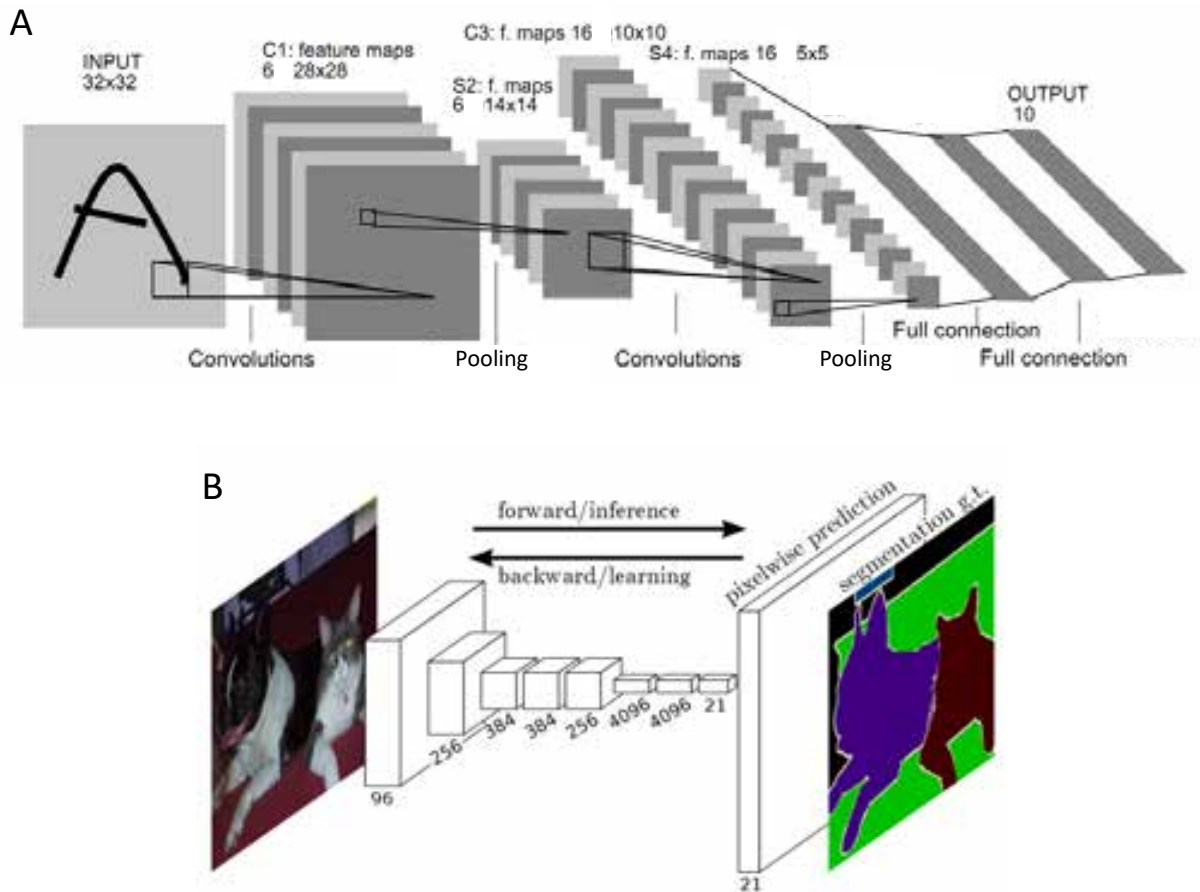 A
INPUT
32x32
C1: feature maps
6 28x28
S2: f. maps
6 14x14
C3: f. maps 16 10x10
S4: f. maps 16 5x5
OUTPUT
10
Convolutions
Pooling
Convolutions
Pooling
Full connection
Full connection
B
forward/inference
backward/learning
pixelwise prediction
segmentation g.t.
96
256
384
384
256
4096
4096
21
21